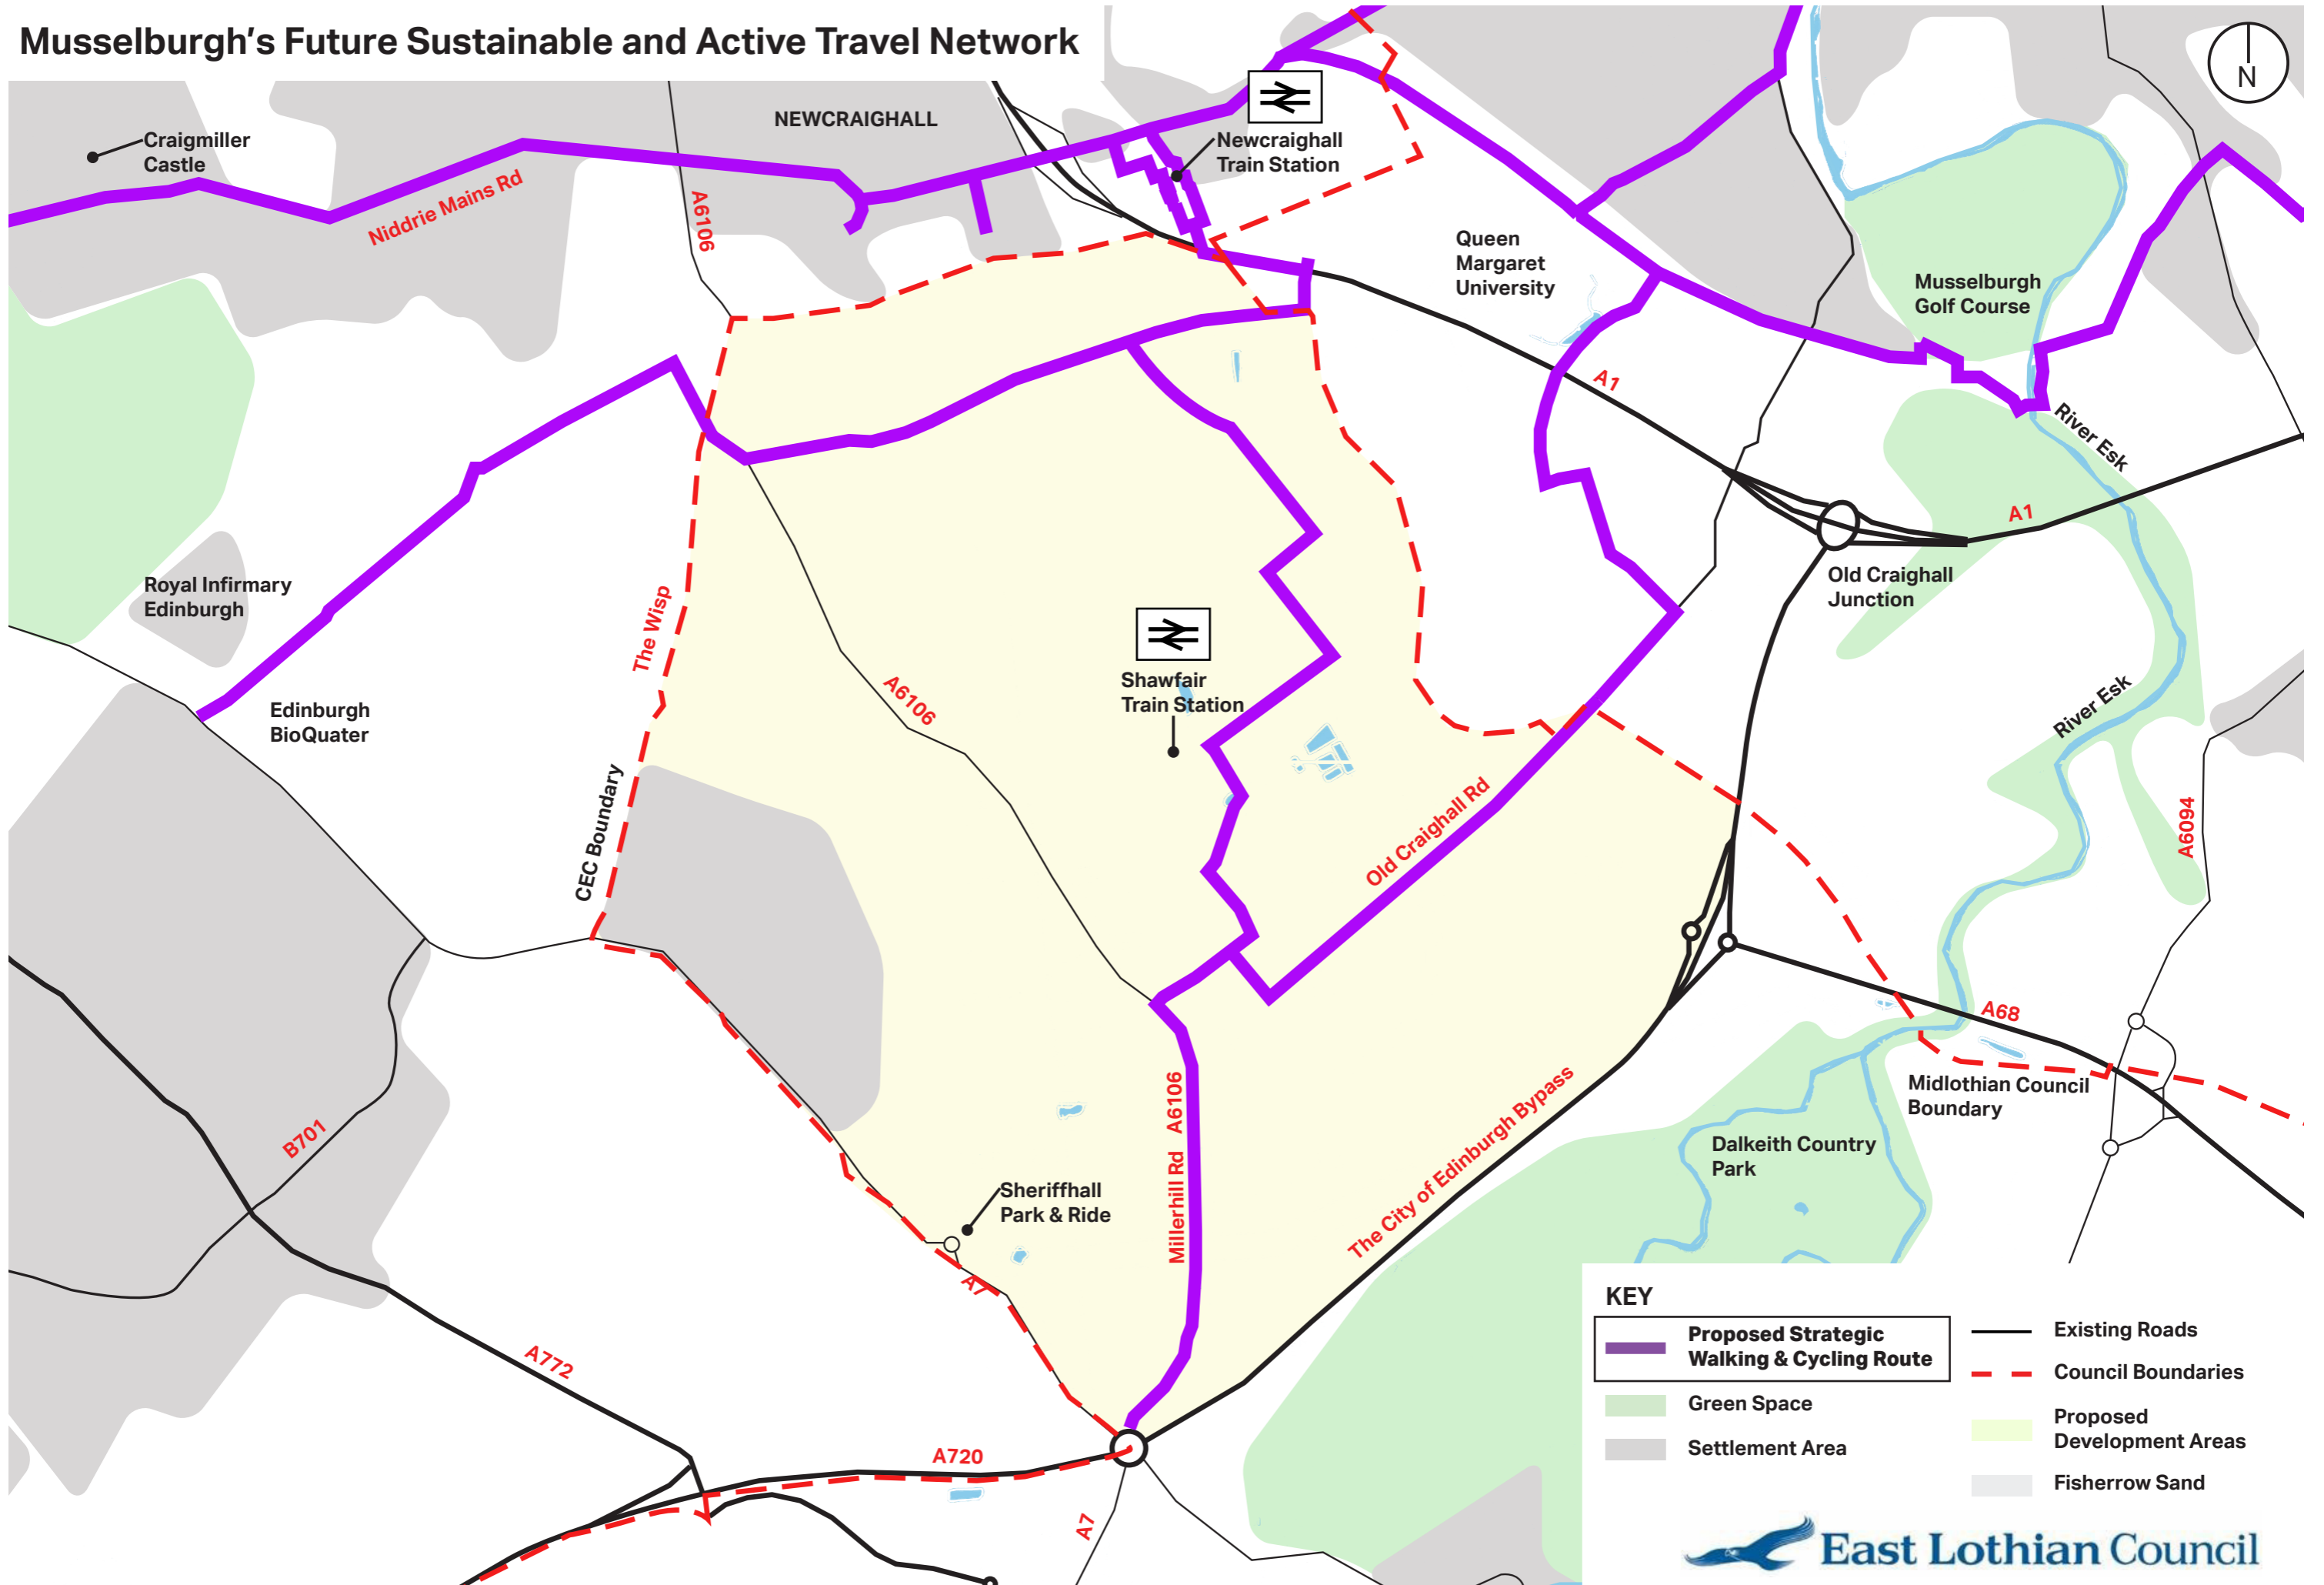 Musselburgh's Future Sustainable and Active Travel Network
N
Craigmiller
Castle
NEWCRAIGHALL
Newcraighall
Train Station
Niddrie Mains Rd
A6106
Queen
Margaret
University
Musselburgh
Golf Course
A1
River Esk
A1
Royal Infirmary
Edinburgh
Old Craighall
Junction
The Wisp
Shawfair
Train Station
A6106
Edinburgh
BioQuater
River Esk
CEC Boundary
Old Craighall Rd
A6094
A68
Midlothian Council
Boundary
B701
Millerhill Rd A6106
The City of Edinburgh Bypass
Dalkeith Country
Park
Sheriffhall
Park & Ride
A7
A772
A720
A7
KEY
Proposed Strategic
Walking & Cycling Route
Green Space
Settlement Area
Existing Roads
Council Boundaries
Proposed
Development Areas
Fisherrow Sand
East Lothian Council